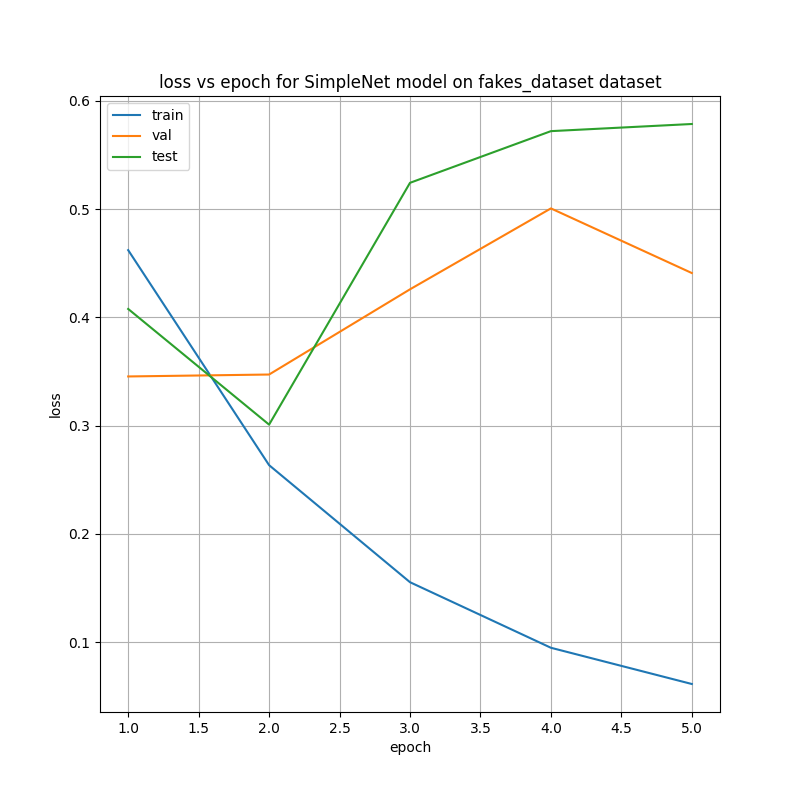 loss vs epoch for SimpleNet model on fakes_dataset dataset
train
val
test
0.6
0.5
0.4
0.3
0.2
0.1
loss
1.0 1.5 2.0 2.5 3.0 3.5 4.0 4.5 5.0
epoch